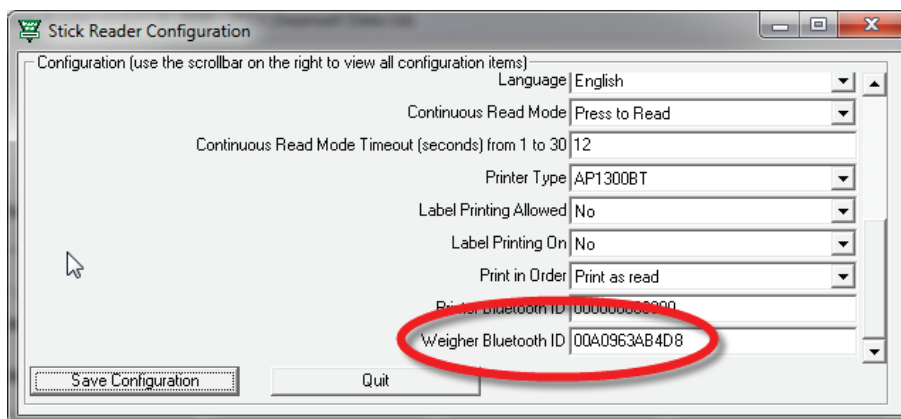 Stick Reader Configuration
Configuration (use the scrollbar on the right to view all configuration items)
Language English
Continuous Read Mode Press to Read
Continuous Read Mode Timeout (seconds) from 1 to 30 12
Printer Type AP1300BT
Label Printing Allowed No
Label Printing On No
Print in Order Print as read
Printer Bluetooth ID
Weigher Bluetooth ID 00A0963AB4D8
Save Configuration Quit